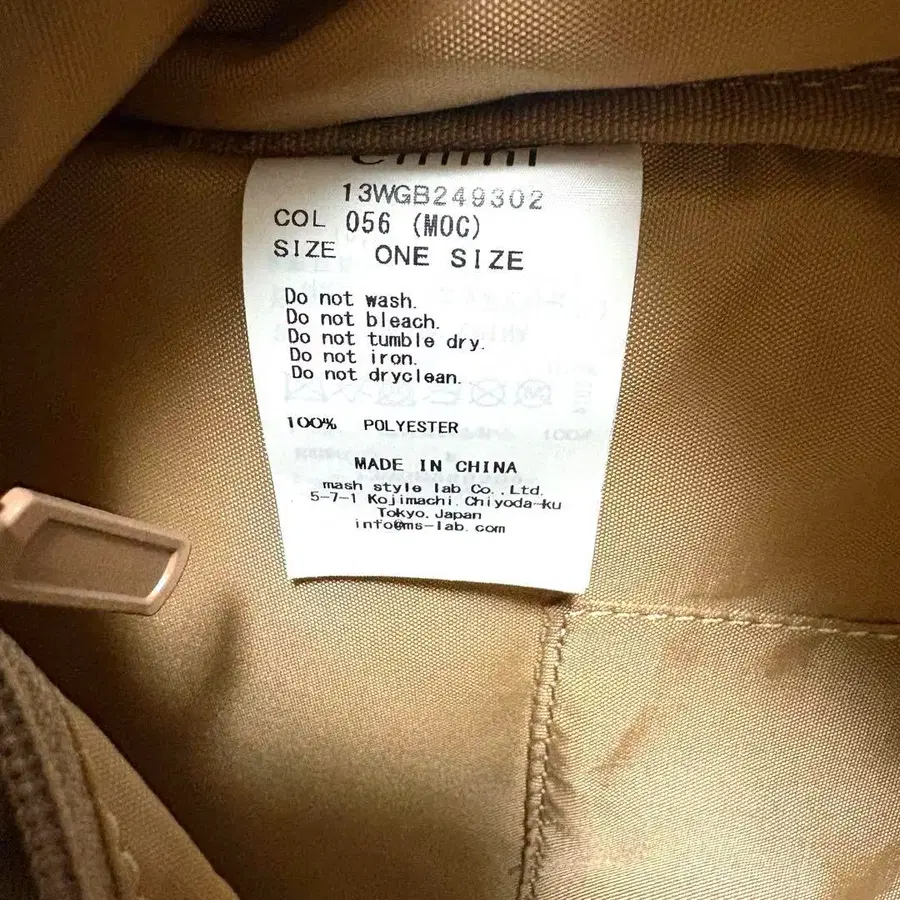 emmi
13WGB249302
COL 056 (MOC)
SIZE ONE SIZE
Do not wash.
Do not bleach.
Do not tumble dry.
Do not iron.
Do not dryclean.
100% POLYESTER
MADE IN CHINA
mash style lab Co.,Ltd.
5-7-1 Kojimachi.Chiyoda-ku
Tokyo.Japan
info@ms-lab.com